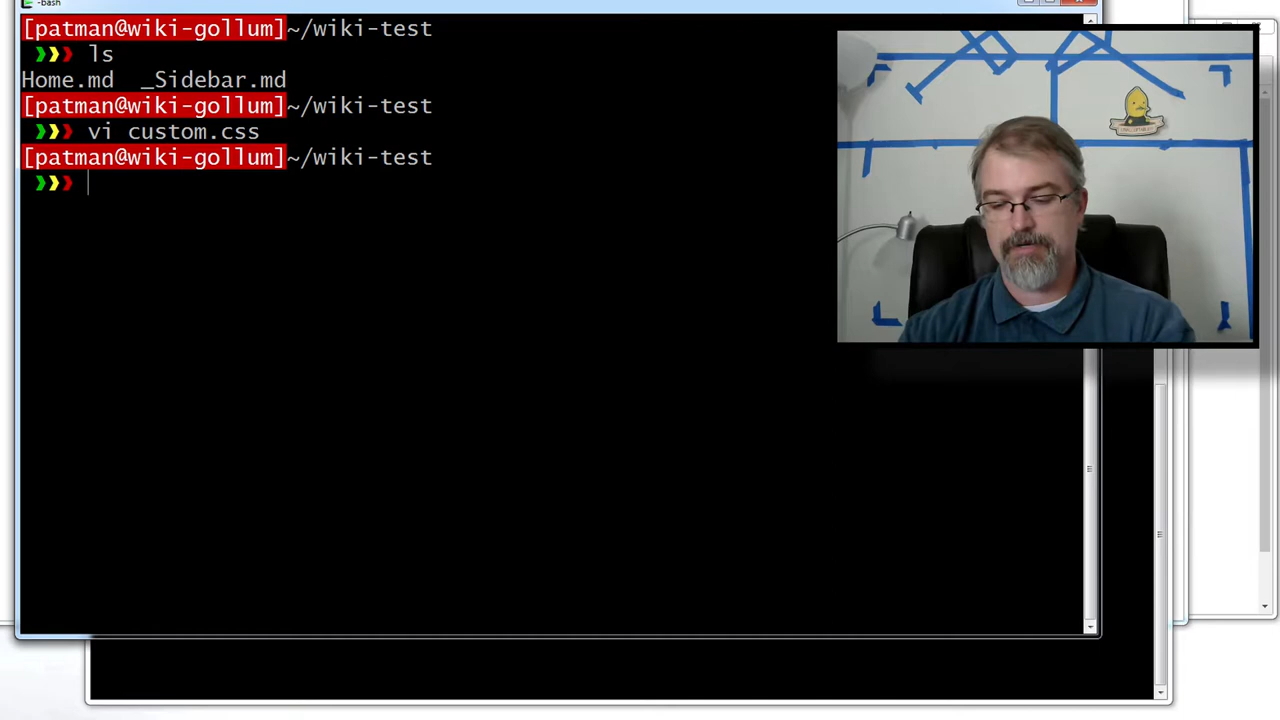 -bash
[patman@wiki-gollum]~/wiki-test
❯❯❯ ls
Home.md _Sidebar.md
[patman@wiki-gollum]~/wiki-test
❯❯❯ vi custom.css
[patman@wiki-gollum]~/wiki-test
❯❯❯